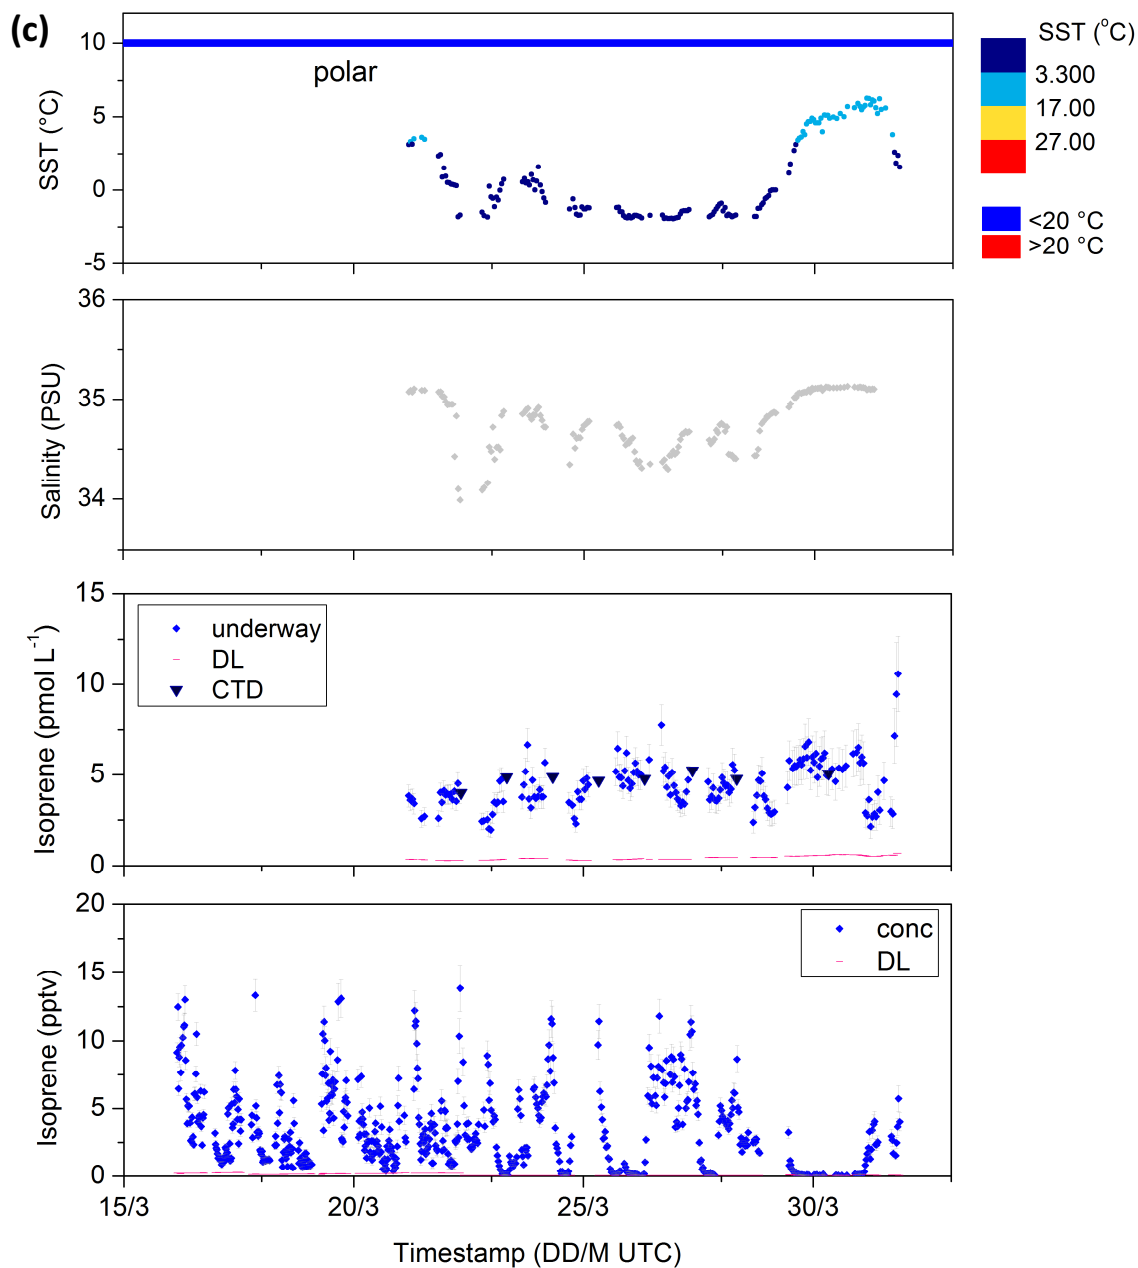 (c)
10
5
0
-5
SST (°C)
polar
SST (°C)
3.300
17.00
27.00
<20 °C
>20 °C
36
35
34
Salinity (PSU)
15
10
5
0
Isoprene (pmol L⁻¹)
underway
DL
CTD
20
15
10
5
0
Isoprene (pptv)
conc
DL
15/3 20/3 25/3 30/3
Timestamp (DD/M UTC)